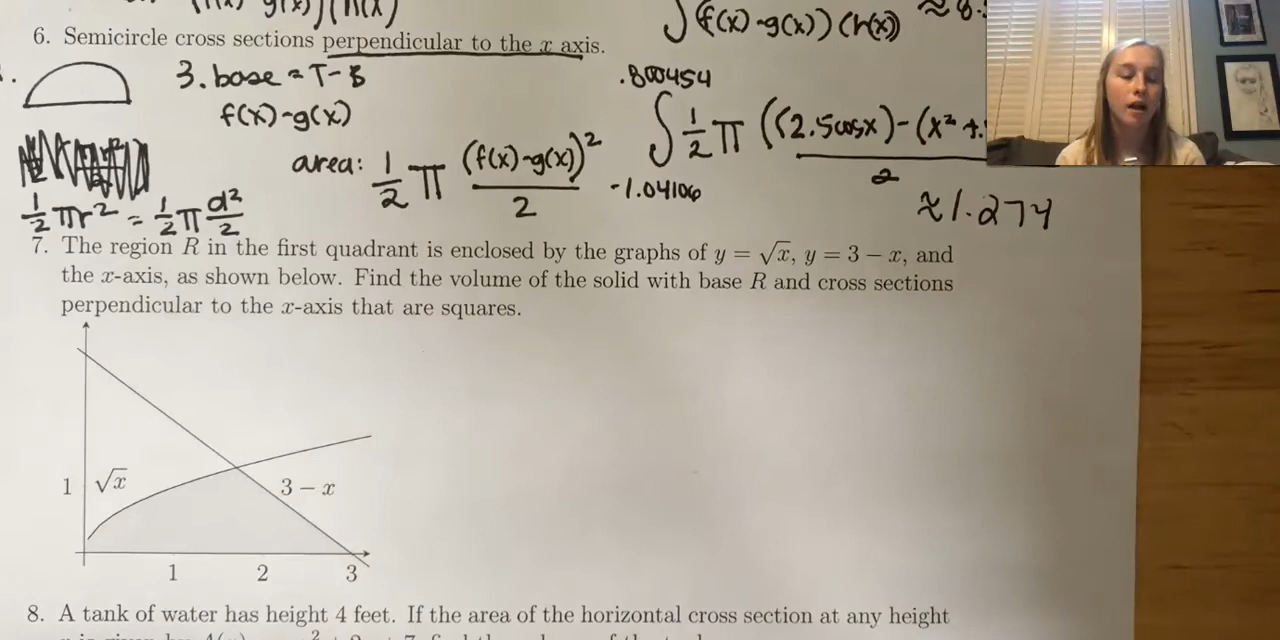 ∫(f(x)-g(x))(h(x)) ≈ 8.
6. Semicircle cross sections perpendicular to the x axis.
3. base = T-B
f(x)-g(x)
area: 1/2 π (f(x)-g(x))²/2
1/2 πr² = 1/2 π d²/2
.800454
∫ 1/2 π ((2.5cosx)-(x²+.
2
-1.04106
≈1.274
7. The region R in the first quadrant is enclosed by the graphs of y = √x, y = 3 − x, and
the x-axis, as shown below. Find the volume of the solid with base R and cross sections
perpendicular to the x-axis that are squares.
1 √x 3 − x
1 2 3
8. A tank of water has height 4 feet. If the area of the horizontal cross section at any height